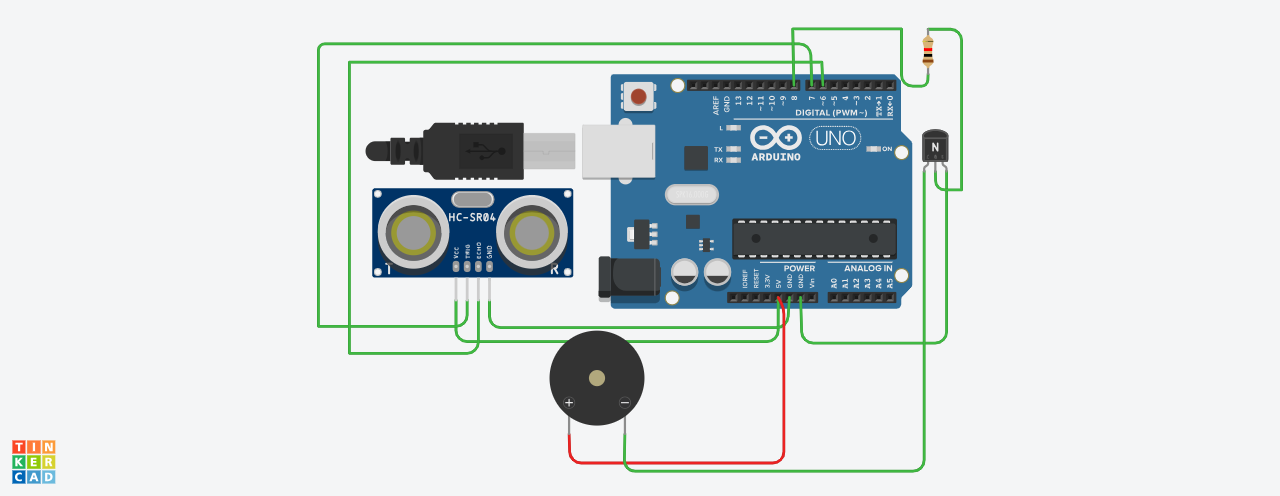 AREF
GND
13
12
~11
~10
~9
8
7
~6
~5
4
~3
2
TX→1
RX←0
DIGITAL (PWM~)
L
TX
RX
ARDUINO
UNO
ON
N
HC-SR04
VCC
TRIG
ECHO
GND
T
R
IOREF
RESET
3.3V
5V
GND
GND
Vin
POWER
ANALOG IN
A0
A1
A2
A3
A4
A5
+
−
TIN
KER
CAD